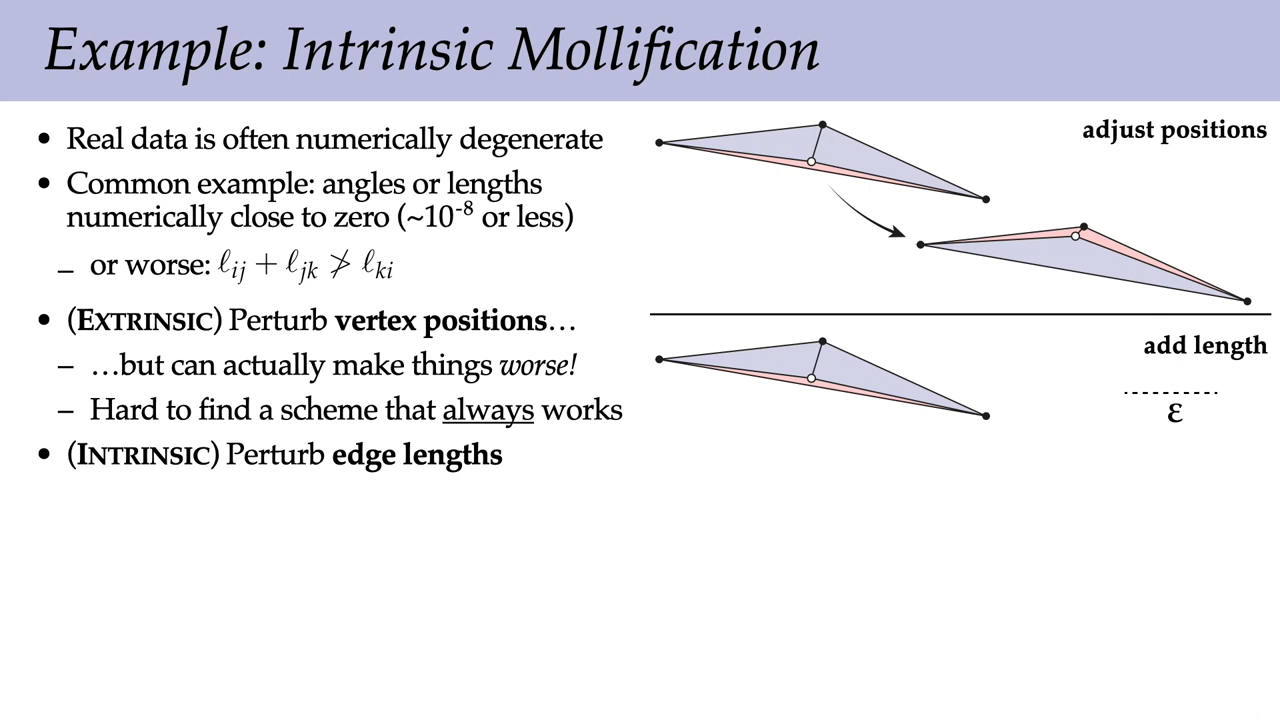 Example: Intrinsic Mollification
• Real data is often numerically degenerate
• Common example: angles or lengths
numerically close to zero (~10⁻⁸ or less)
– or worse: ℓᵢⱼ + ℓⱼₖ ≯ ℓₖᵢ
• (EXTRINSIC) Perturb vertex positions…
– …but can actually make things worse!
– Hard to find a scheme that always works
• (INTRINSIC) Perturb edge lengths
adjust positions
add length
ε